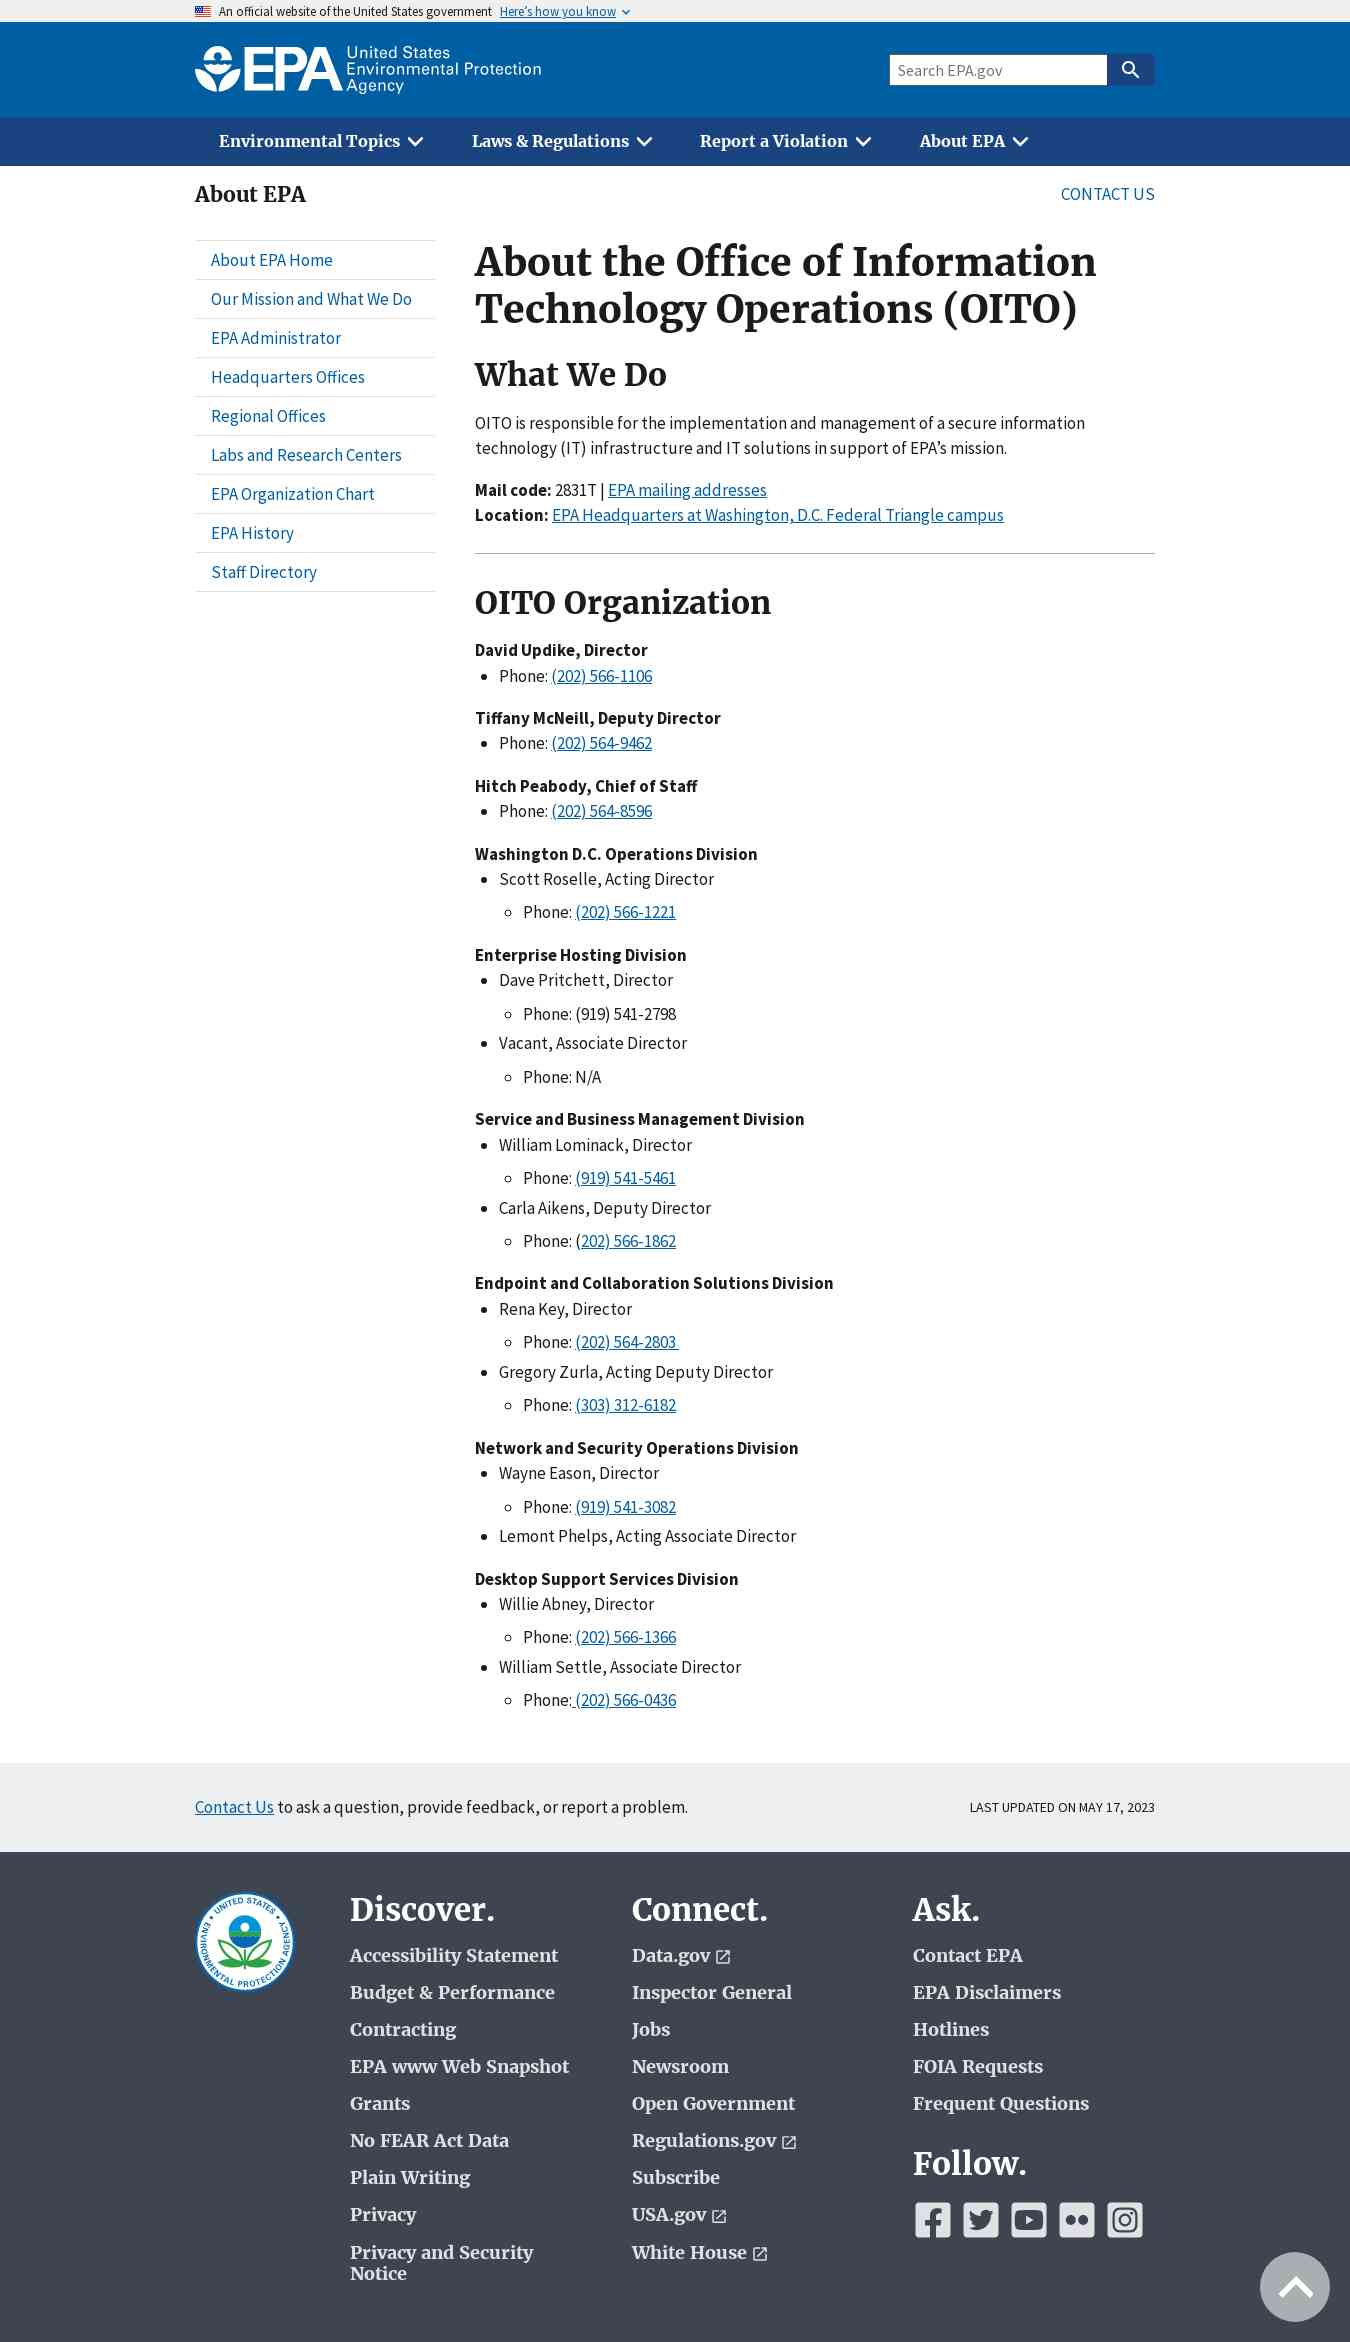 An official website of the United States government Here’s how you know
EPA United States
Environmental Protection
Agency
Search EPA.gov
Environmental Topics Laws & Regulations Report a Violation About EPA
About EPA CONTACT US
About EPA Home
Our Mission and What We Do
EPA Administrator
Headquarters Offices
Regional Offices
Labs and Research Centers
EPA Organization Chart
EPA History
Staff Directory
About the Office of Information
Technology Operations (OITO)
What We Do
OITO is responsible for the implementation and management of a secure information
technology (IT) infrastructure and IT solutions in support of EPA’s mission.
Mail code: 2831T | EPA mailing addresses
Location: EPA Headquarters at Washington, D.C. Federal Triangle campus
OITO Organization
David Updike, Director
• Phone: (202) 566-1106
Tiffany McNeill, Deputy Director
• Phone: (202) 564-9462
Hitch Peabody, Chief of Staff
• Phone: (202) 564-8596
Washington D.C. Operations Division
• Scott Roselle, Acting Director
◦ Phone: (202) 566-1221
Enterprise Hosting Division
• Dave Pritchett, Director
◦ Phone: (919) 541-2798
• Vacant, Associate Director
◦ Phone: N/A
Service and Business Management Division
• William Lominack, Director
◦ Phone: (919) 541-5461
• Carla Aikens, Deputy Director
◦ Phone: (202) 566-1862
Endpoint and Collaboration Solutions Division
• Rena Key, Director
◦ Phone: (202) 564-2803
• Gregory Zurla, Acting Deputy Director
◦ Phone: (303) 312-6182
Network and Security Operations Division
• Wayne Eason, Director
◦ Phone: (919) 541-3082
• Lemont Phelps, Acting Associate Director
Desktop Support Services Division
• Willie Abney, Director
◦ Phone: (202) 566-1366
• William Settle, Associate Director
◦ Phone: (202) 566-0436
Contact Us to ask a question, provide feedback, or report a problem. LAST UPDATED ON MAY 17, 2023
UNITED STATES
ENVIRONMENTAL PROTECTION AGENCY
Discover.
Accessibility Statement
Budget & Performance
Contracting
EPA www Web Snapshot
Grants
No FEAR Act Data
Plain Writing
Privacy
Privacy and Security
Notice
Connect.
Data.gov
Inspector General
Jobs
Newsroom
Open Government
Regulations.gov
Subscribe
USA.gov
White House
Ask.
Contact EPA
EPA Disclaimers
Hotlines
FOIA Requests
Frequent Questions
Follow.